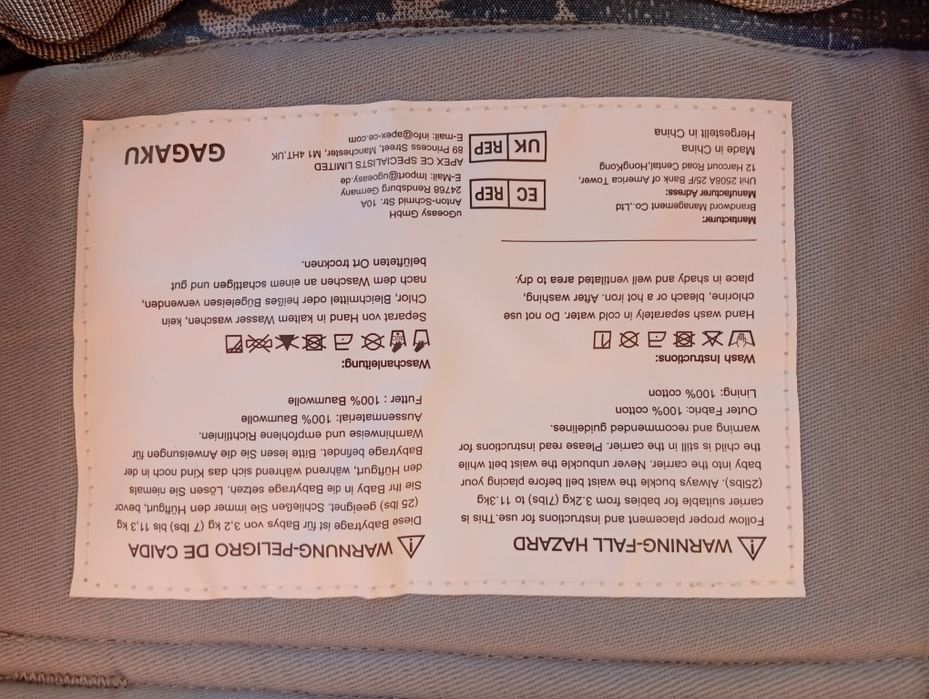 WARNING-FALL HAZARD
Follow proper placement and instructions for use.This is
carrier suitable for babies from 3.2kg (7lbs) to 11.3kg
(25lbs). Always buckle the waist belt before placing your
baby into the carrier. Never unbuckle the waist belt while
the child is still in the carrier. Please read instructions for
warning and recommended guidelines.
Outer Fabric: 100% cotton
Lining: 100% cotton
Wash Instructions:
Hand wash separately in cold water. Do not use
chlorine, bleach or a hot iron. After washing,
place in shady and well ventilated area to dry.
Mantacturer:
Brandword Management Co.,Ltd.
Manufacturer Adress:
Unit 2508A 25/F Bank of America Tower,
12 Harcourt Road Cental,HongKong
Made in China
Hergestellt in China
WARNUNG-PELIGRO DE CAIDA
Diese Babytrage ist für Babys von 3,2 kg (7 lbs) bis 11,3 kg
(25 lbs) geeignet. Schließen Sie immer den Hüftgurt, bevor
Sie Ihr Baby in die Babytrage setzen. Lösen Sie niemals
den Hüftgurt, während während sich das Kind noch in der
Babytrage befindet. Bitte lesen Sie die Anweisungen für
Warnhinweise und empfohlene Richtlinien.
Aussenmaterial: 100% Baumwolle
Futter : 100% Baumwolle
Waschanleitung:
Separat von Hand in kaltem Wasser waschen, kein
Chlor, Bleichmittel oder heißes Bügeleisen verwenden,
nach dem Waschen an einem schattigen und gut
belüfteten Ort trocknen.
EC REP
uGoeasy GmbH
Anton-Schmid Str. 10A
24768 Rendsburg Germany
E-Mail: Import@ugoeasy.de
UK REP
APEX CE SPECIALISTS LIMITED
89 Princess Street, Manchester, M1 4HT,UK
E-mail: info@apex-ce.com
GAGAKU